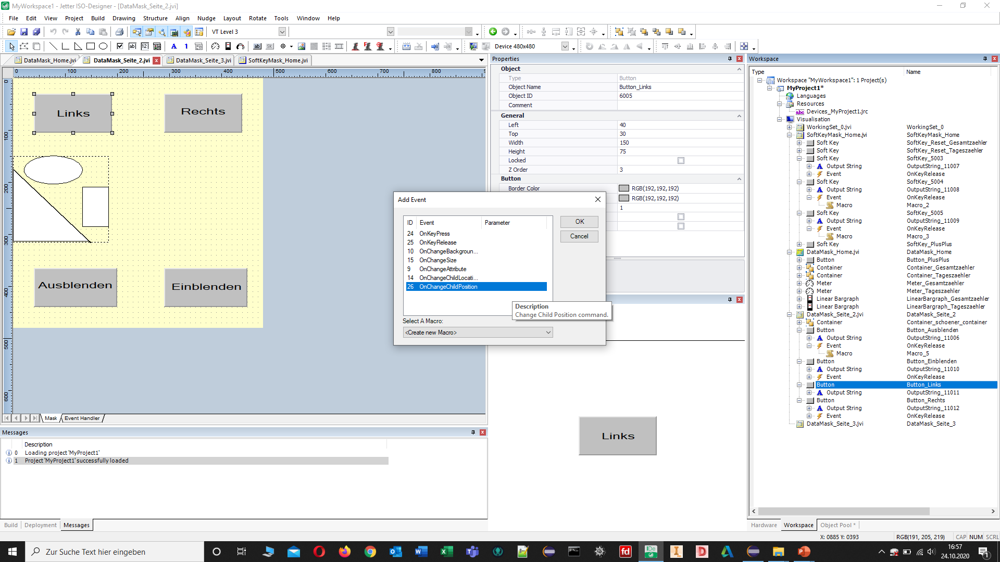 MyWorkspace1 - Jetter ISO-Designer - [DataMask_Seite_2.jvi]
File Edit View Project Build Drawing Structure Align Nudge Layout Rotate Tools Window Help
VT Level 3
Device 480x480
DataMask_Home.jvi DataMask_Seite_2.jvi DataMask_Seite_3.jvi SoftKeyMask_Home.jvi
0 100 200 300 400 500 600 700 800
0
100
200
300
400
500
600
Links
Rechts
Ausblenden
Einblenden
Mask Event Handler
Properties
Object
Type Button
Object Name Button_Links
Object ID 6005
Comment
General
Left 40
Top 30
Width 150
Height 75
Locked
Z Order 3
Button
Border Color RGB(192,192,192)
RGB(192,192,192)
1
Add Event
ID Event Parameter
24 OnKeyPress
25 OnKeyRelease
10 OnChangeBackgroun...
15 OnChangeSize
9 OnChangeAttribute
14 OnChangeChildLocati...
26 OnChangeChildPosition
OK
Cancel
Description
Change Child Position command.
Select A Macro:
<Create new Macro>
Links
Workspace
Type Name
Workspace "MyWorkspace1": 1 Project(s)
MyProject1*
Languages
Resources
abc Devices_MyProject1.jrc
Visualisation
WorkingSet_0.jvi WorkingSet_0
SoftKeyMask_Home.jvi SoftKeyMask_Home
Soft Key SoftKey_Reset_Gesamtzaehler
Soft Key SoftKey_Reset_Tageszaehler
Soft Key SoftKey_5003
Output String OutputString_11007
Event OnKeyRelease
Soft Key SoftKey_5004
Output String OutputString_11008
Event OnKeyRelease
Macro Macro_2
Soft Key SoftKey_5005
Output String OutputString_11009
Event OnKeyRelease
Macro Macro_3
Soft Key SoftKey_PlusPlus
DataMask_Home.jvi DataMask_Home
Button Button_PlusPlus
Container Container_Gesamtzaehler
Container Container_Tageszaehler
Meter Meter_Gesamtzaehler
Meter Meter_Tageszaehler
Linear Bargraph LinearBargraph_Gesamtzaehler
Linear Bargraph LinearBargraph_Tageszaehler
DataMask_Seite_2.jvi DataMask_Seite_2
Container Container_schoener_container
Button Button_Ausblenden
Output String OutputString_11006
Event OnKeyRelease
Macro Macro_5
Button Button_Einblenden
Output String OutputString_11010
Event OnKeyRelease
Button Button_Links
Output String OutputString_11011
Button Button_Rechts
Output String OutputString_11012
Event OnKeyRelease
DataMask_Seite_3.jvi DataMask_Seite_3
Messages
Description
0 Loading project 'MyProject1'
1 Project 'MyProject1' successfully loaded
Build Deployment Messages
Hardware Workspace Object Pool *
X: 0885 Y: 0393 RGB(191, 205, 219) CAP NUM SCRL
Zur Suche Text hier eingeben
16:57
24.10.2020